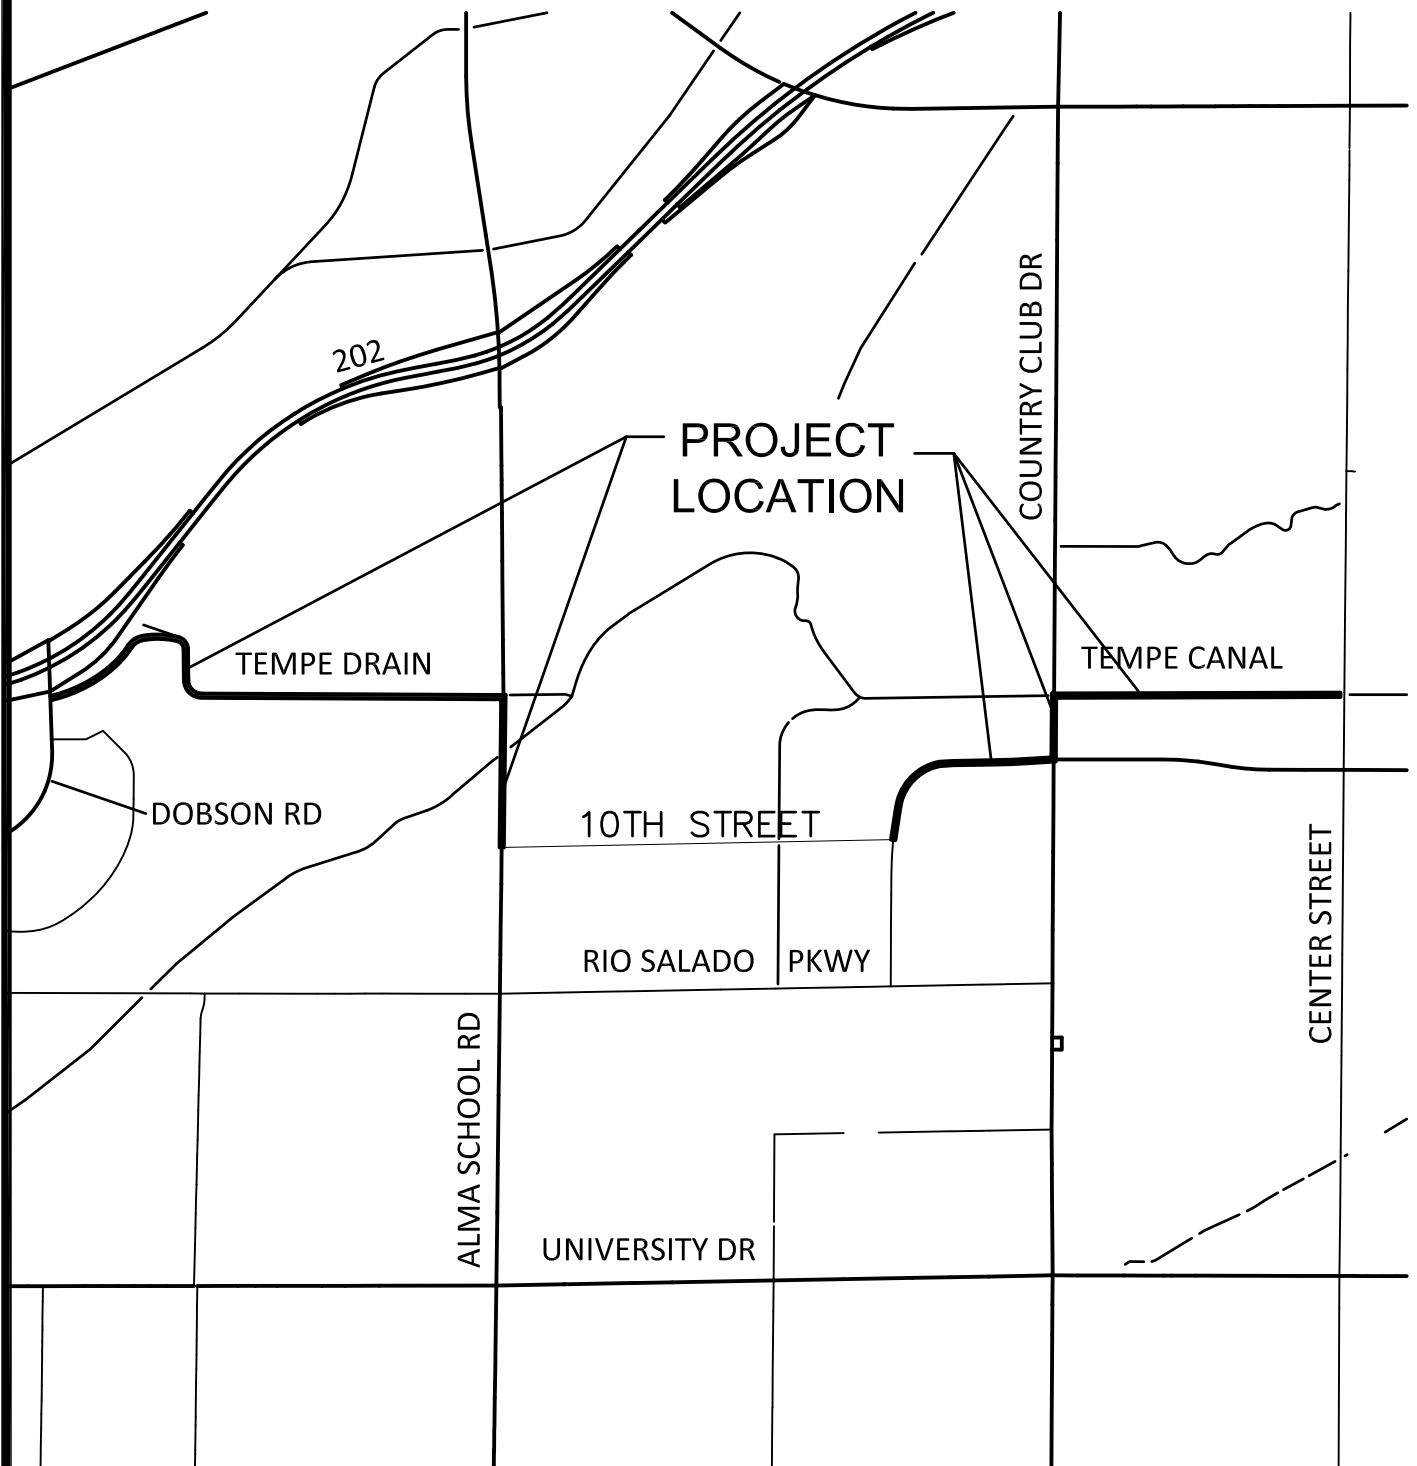 202
COUNTRY CLUB DR
PROJECT
LOCATION
TEMPE DRAIN
TEMPE CANAL
DOBSON RD
10TH STREET
CENTER STREET
RIO SALADO PKWY
ALMA SCHOOL RD
UNIVERSITY DR